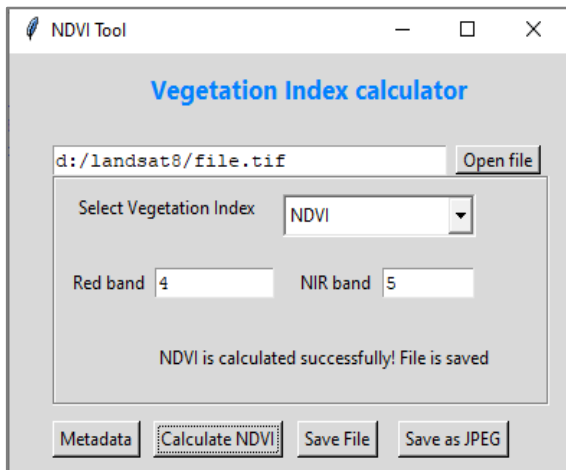 NDVI Tool
Vegetation Index calculator
d:/landsat8/file.tif Open file
Select Vegetation Index NDVI
Red band 4 NIR band 5
NDVI is calculated successfully! File is saved
Metadata Calculate NDVI Save File Save as JPEG